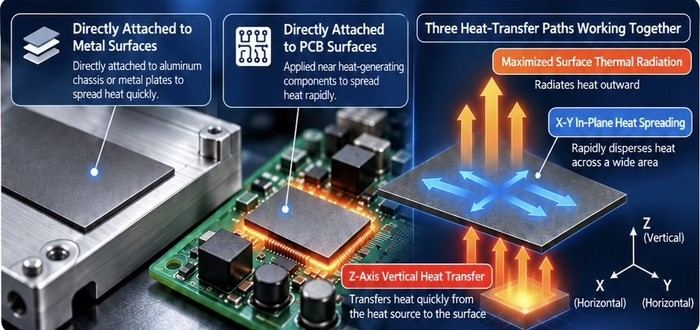 Directly Attached to
Metal Surfaces
Directly attached to aluminum
chassis or metal plates to
spread heat quickly.
Directly Attached
to PCB Surfaces
Applied near heat-generating
components to spread
heat rapidly.
Three Heat-Transfer Paths Working Together
Maximized Surface Thermal Radiation
Radiates heat outward
X-Y In-Plane Heat Spreading
Rapidly disperses heat
across a wide area
Z-Axis Vertical Heat Transfer
Transfers heat quickly from
the heat source to the surface
Z
(Vertical)
X
(Horizontal)
Y
(Horizontal)